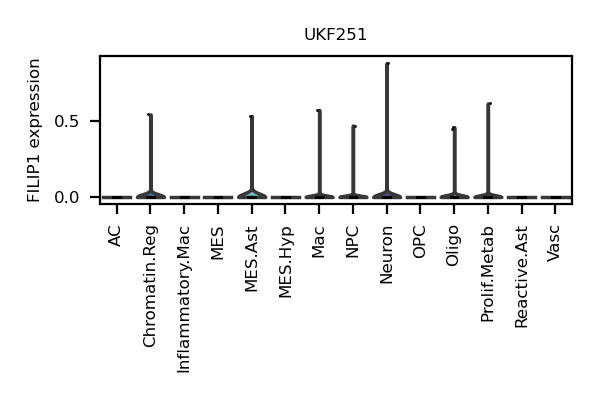 UKF251
FILIP1 expression
0.5
0.0
AC
Chromatin.Reg
Inflammatory.Mac
MES
MES.Ast
MES.Hyp
Mac
NPC
Neuron
OPC
Oligo
Prolif.Metab
Reactive.Ast
Vasc